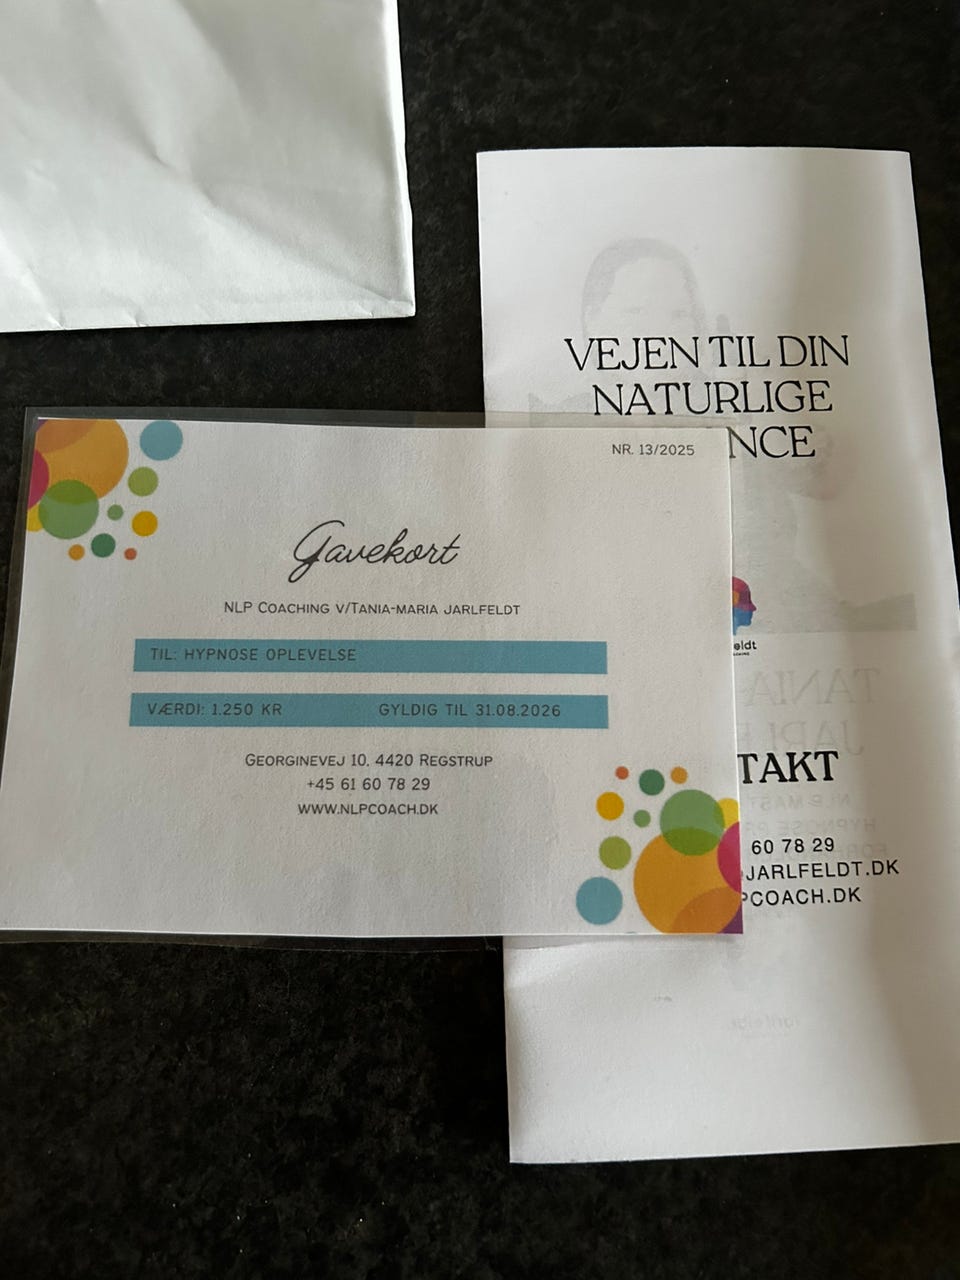 VEJEN TIL DIN
NATURLIGE
NCE
NR. 13/2025
Gavekort
NLP COACHING V/TANIA-MARIA JARLFELDT
TIL: HYPNOSE OPLEVELSE
VÆRDI: 1.250 KR GYLDIG TIL 31.08.2026
GEORGINEVEJ 10, 4420 REGSTRUP
+45 61 60 78 29
WWW.NLPCOACH.DK
eldt
TAKT
60 78 29
JARLFELDT.DK
PCOACH.DK